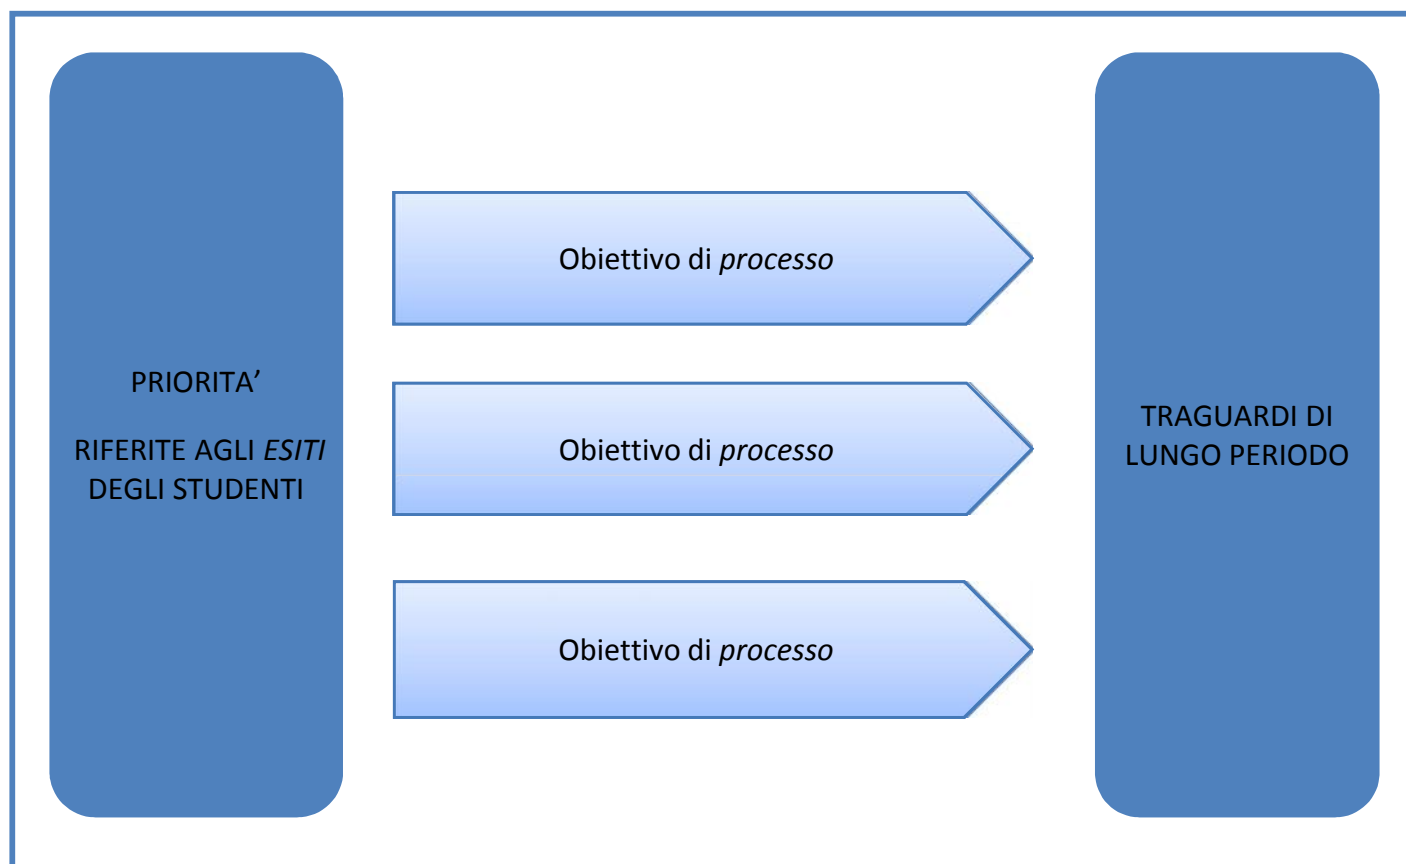 PRIORITA’
RIFERITE AGLI ESITI
DEGLI STUDENTI
Obiettivo di processo
Obiettivo di processo
Obiettivo di processo
TRAGUARDI DI
LUNGO PERIODO